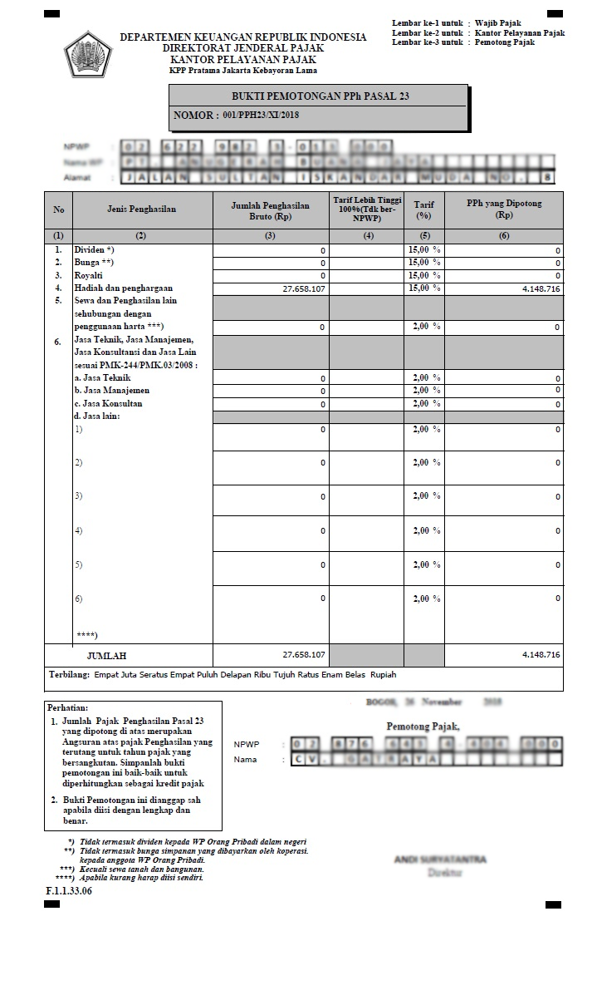 Lembar ke-1 untuk : Wajib Pajak
Lembar ke-2 untuk : Kantor Pelayanan Pajak
Lembar ke-3 untuk : Pemotong Pajak
DEPARTEMEN KEUANGAN REPUBLIK INDONESIA
DIREKTORAT JENDERAL PAJAK
KANTOR PELAYANAN PAJAK
KPP Pratama Jakarta Kebayoran Lama
BUKTI PEMOTONGAN PPh PASAL 23
NOMOR : 001/PPH23/XI/2018
NPWP :
Nama WP :
Alamat : JALAN SULTAN ISKANDAR MUDA NO. 8
No Jenis Penghasilan Jumlah Penghasilan Bruto (Rp) Tarif Lebih Tinggi 100%(Tdk ber-NPWP) Tarif (%) PPh yang Dipotong (Rp)
(1) (2) (3) (4) (5) (6)
1. Dividen *) 0 15,00 % 0
2. Bunga **) 0 15,00 % 0
3. Royalti 0 15,00 % 0
4. Hadiah dan penghargaan 27.658.107 15,00 % 4.148.716
5. Sewa dan Penghasilan lain
sehubungan dengan
penggunaan harta ***) 0 2,00 % 0
6. Jasa Teknik, Jasa Manajemen,
Jasa Konsultansi dan Jasa Lain
sesuai PMK-244/PMK.03/2008 :
a. Jasa Teknik 0 2,00 % 0
b. Jasa Manajemen 0 2,00 % 0
c. Jasa Konsultan 0 2,00 % 0
d. Jasa lain:
1) 0 2,00 % 0
2) 0 2,00 % 0
3) 0 2,00 % 0
4) 0 2,00 % 0
5) 0 2,00 % 0
6) 0 2,00 % 0
****)
JUMLAH 27.658.107 4.148.716
Terbilang: Empat Juta Seratus Empat Puluh Delapan Ribu Tujuh Ratus Enam Belas Rupiah
BOGOR, 26 November 2018
Perhatian:
1. Jumlah Pajak Penghasilan Pasal 23
yang dipotong di atas merupakan
Angsuran atas pajak Penghasilan yang
terutang untuk tahun pajak yang
bersangkutan. Simpanlah bukti
pemotongan ini baik-baik untuk
diperhitungkan sebagai kredit pajak
2. Bukti Pemotongan ini dianggap sah
apabila diisi dengan lengkap dan
benar.
Pemotong Pajak,
NPWP :
Nama : CV. GATRAYA
*) Tidak termasuk dividen kepada WP Orang Pribadi dalam negeri
**) Tidak termasuk bunga simpanan yang dibayarkan oleh koperasi.
kepada anggota WP Orang Pribadi.
***) Kecuali sewa tanah dan bangunan.
****) Apabila kurang harap diisi sendiri.
ANDI SURYATANTRA
Direktur
F.1.1.33.06